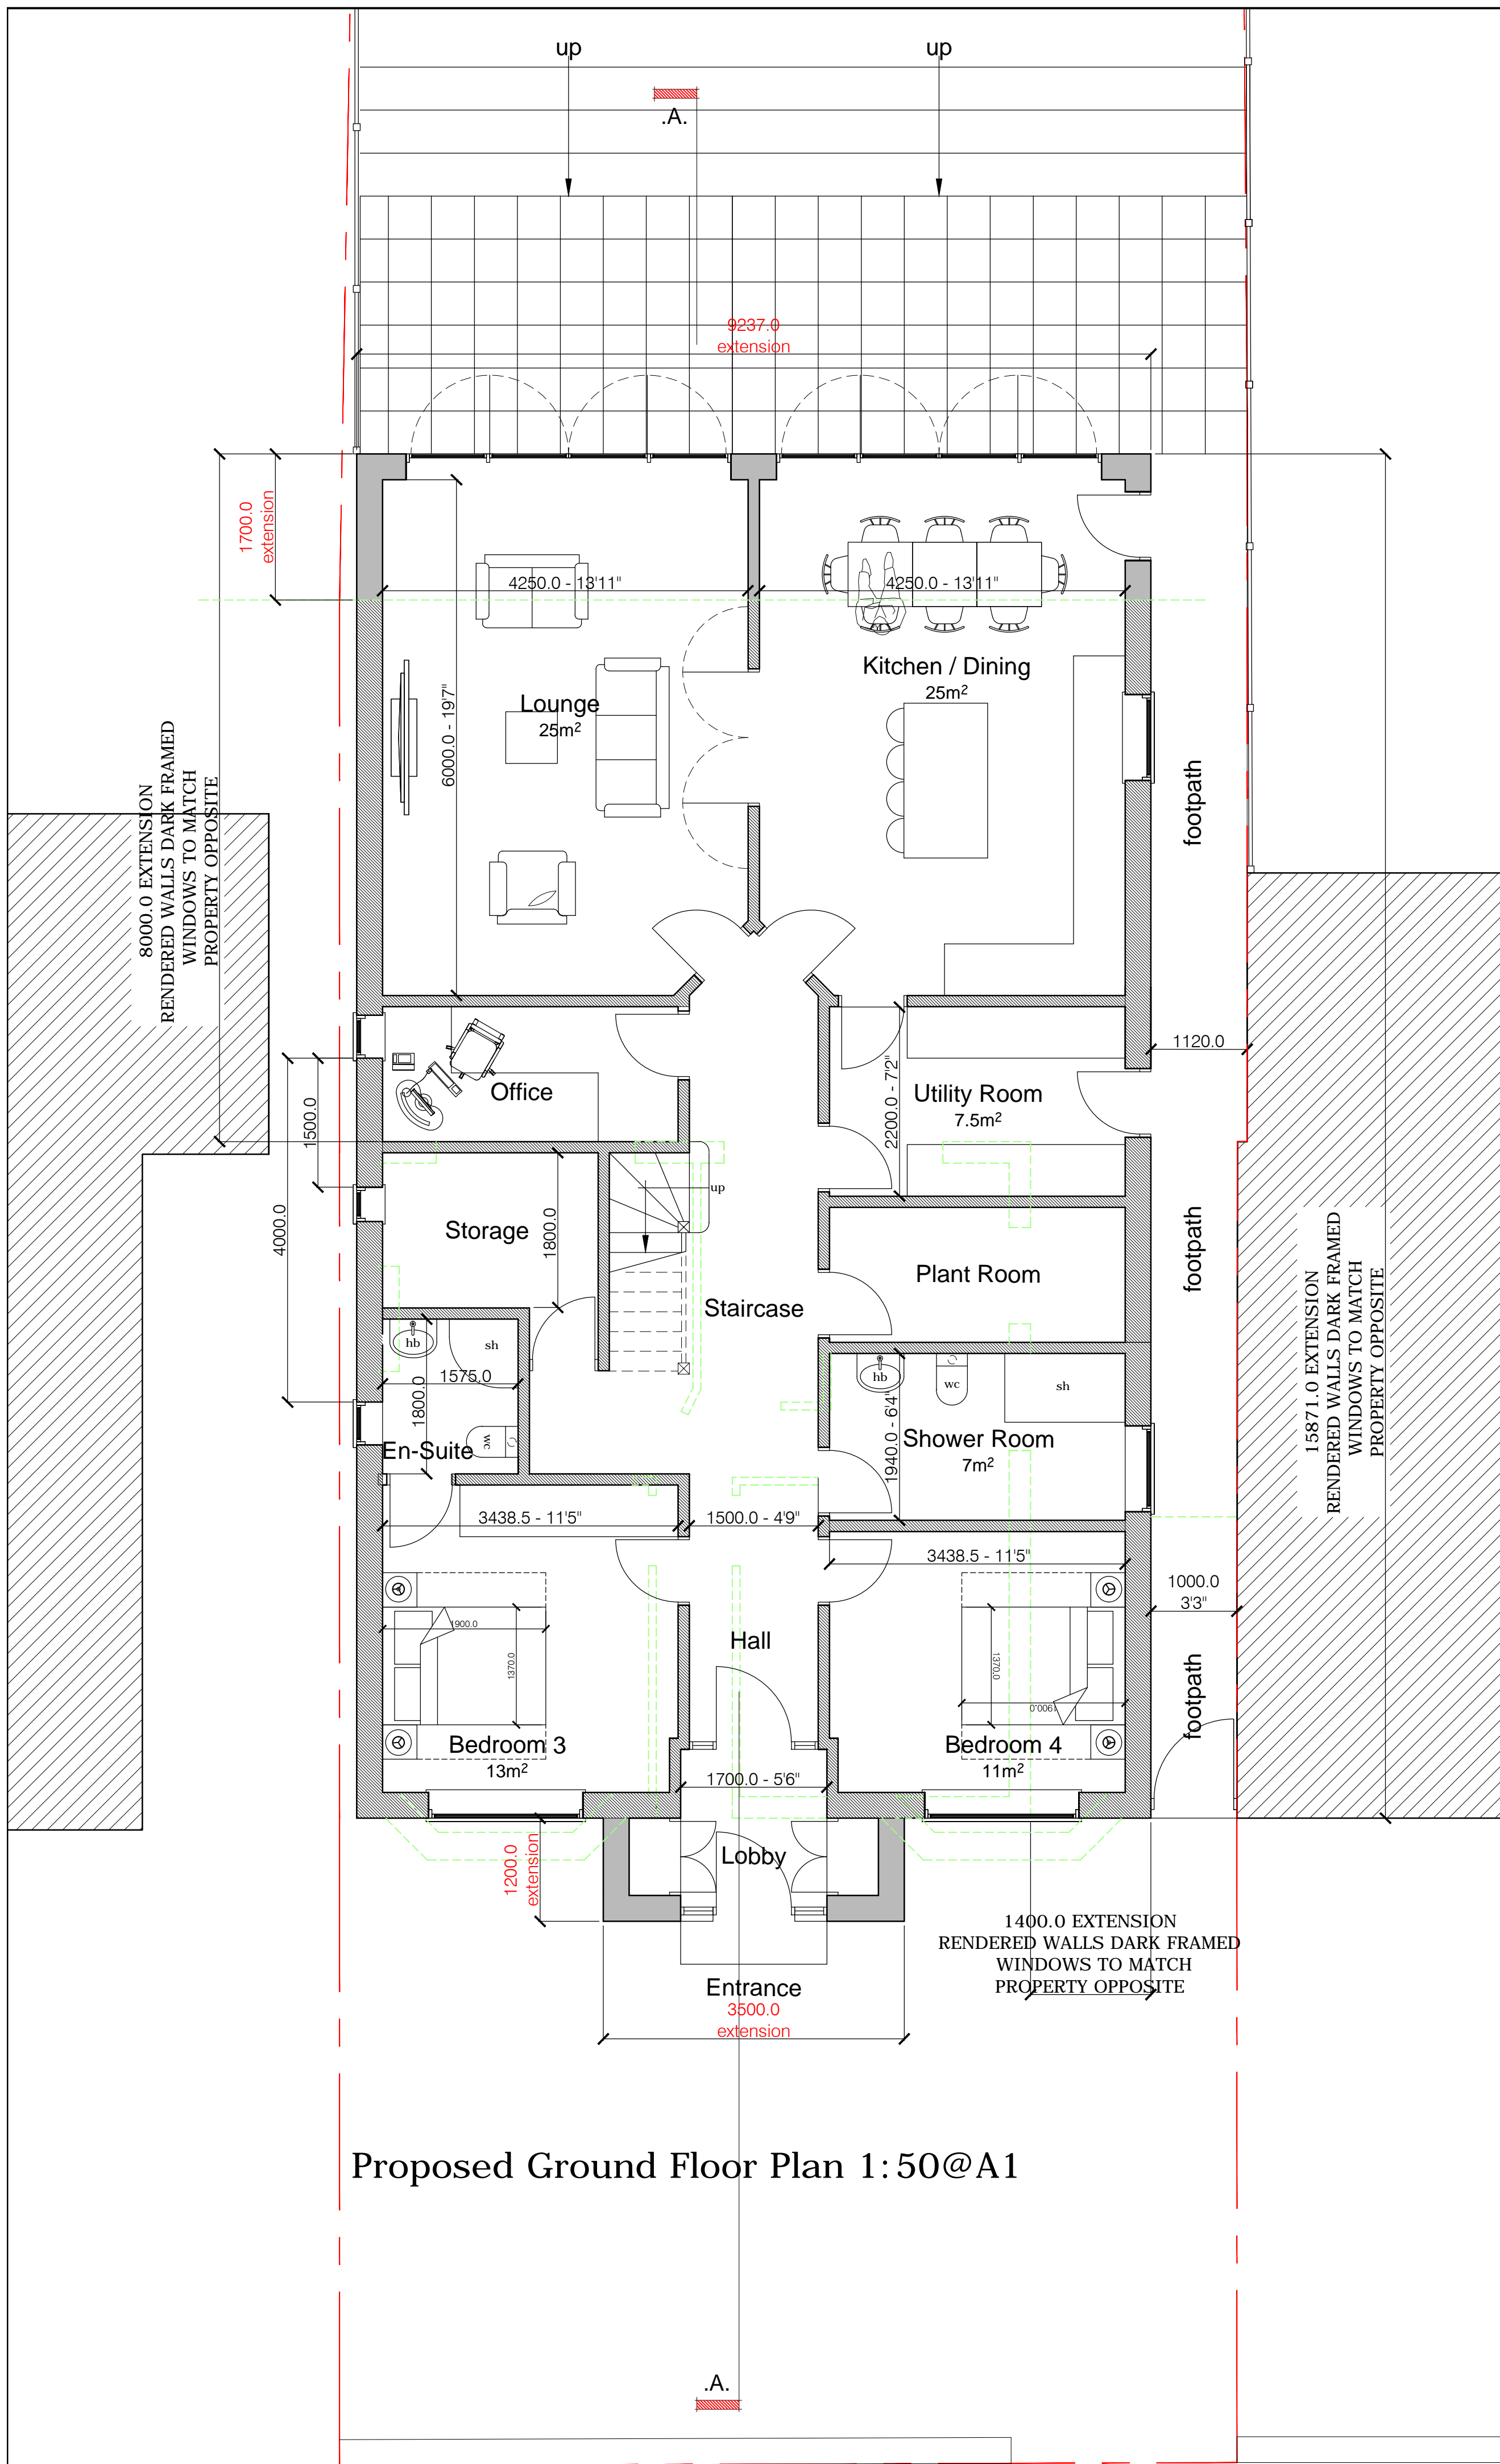 up
up
.A.
9237.0
extension
1700.0
extension
4250.0 - 13'11"
4250.0 - 13'11"
Kitchen / Dining
25m²
Lounge
25m²
6000.0 - 19'7"
8000.0 EXTENSION
RENDERED WALLS DARK FRAMED
WINDOWS TO MATCH
PROPERTY OPPOSITE
footpath
1120.0
Office
Utility Room
7.5m²
2200.0 - 7'2"
1500.0
4000.0
up
Storage
1800.0
Plant Room
Staircase
footpath
15871.0 EXTENSION
RENDERED WALLS DARK FRAMED
WINDOWS TO MATCH
PROPERTY OPPOSITE
hb
sh
1575.0
1800.0
wc
En-Suite
hb
wc
sh
1940.0 - 6'4"
Shower Room
7m²
3438.5 - 11'5"
1500.0 - 4'9"
3438.5 - 11'5"
1000.0
3'3"
1900.0
1370.0
Hall
1370.0
1900.0
footpath
Bedroom 3
13m²
Bedroom 4
11m²
1700.0 - 5'6"
1200.0
extension
Lobby
1400.0 EXTENSION
RENDERED WALLS DARK FRAMED
WINDOWS TO MATCH
PROPERTY OPPOSITE
Entrance
3500.0
extension
Proposed Ground Floor Plan 1:50@A1
.A.